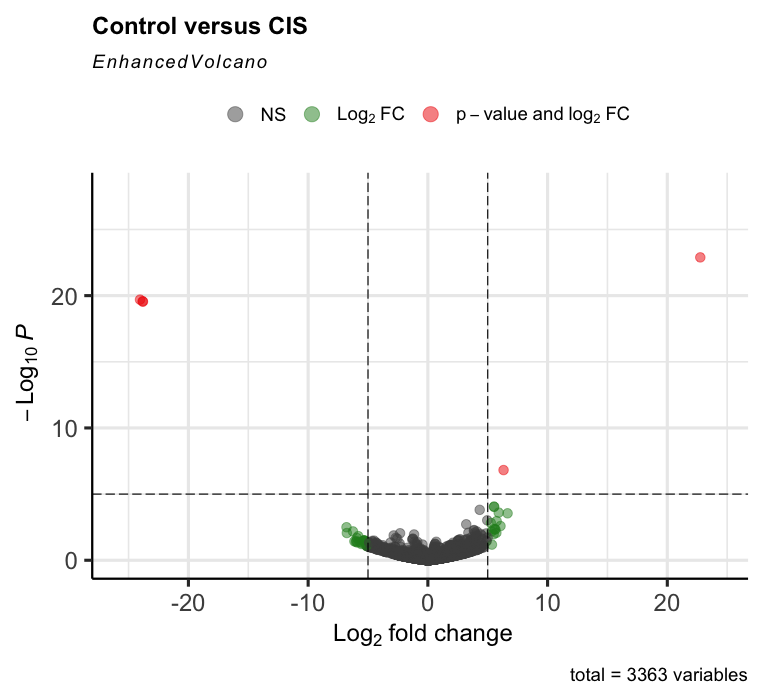 Control versus CIS
EnhancedVolcano
NS Log2 FC p – value and log2 FC
– Log10 P
20
10
0
-20 -10 0 10 20
Log2 fold change
total = 3363 variables